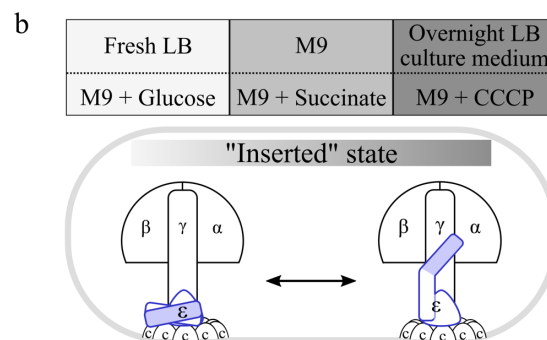 b
Fresh LB
M9
Overnight LB
culture medium
M9 + Glucose
M9 + Succinate
M9 + CCCP
"Inserted" state
β γ α
β γ α
ε
ε
c c c c c
c c c c c